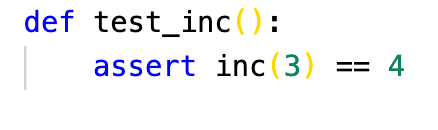 def test_inc():
    assert inc(3) == 4